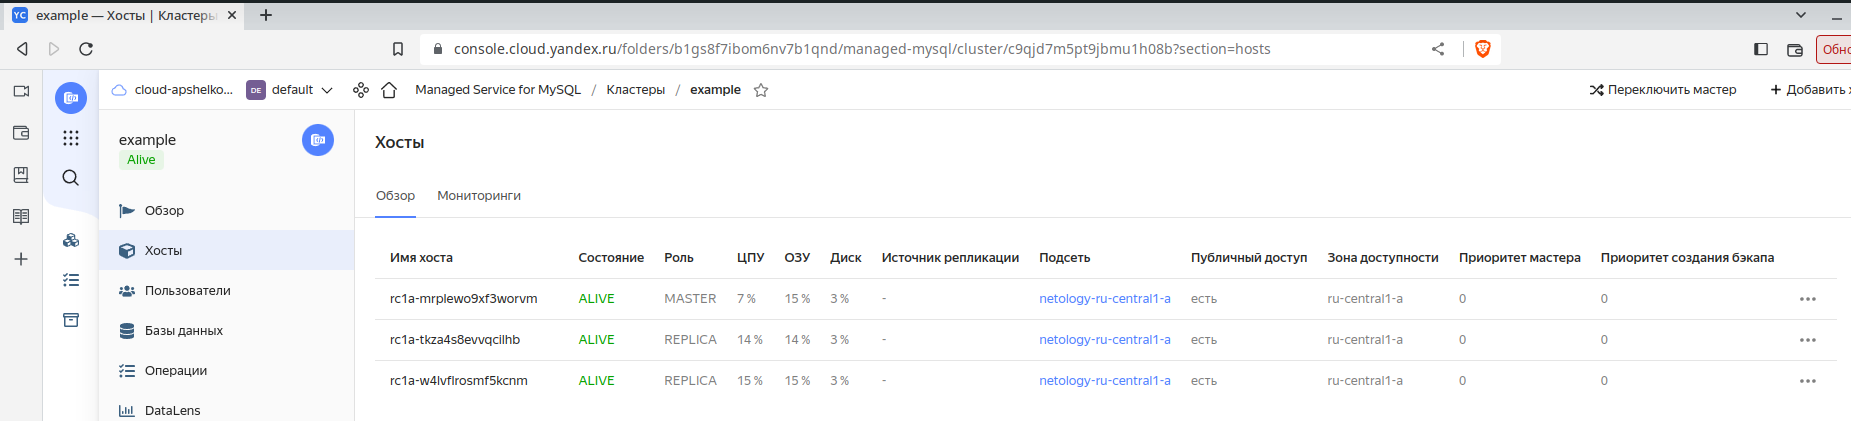 example — Хосты | Кластеры
console.cloud.yandex.ru/folders/b1gs8f7ibom6nv7b1qnd/managed-mysql/cluster/c9qjd7m5pt9jbmu1h08b?section=hosts
cloud-apshelko... DE default Managed Service for MySQL / Кластеры / example Переключить мастер + Добавить
example
Alive
Обзор
Хосты
Пользователи
Базы данных
Операции
DataLens
Хосты
Обзор Мониторинги
Имя хоста Состояние Роль ЦПУ ОЗУ Диск Источник репликации Подсеть Публичный доступ Зона доступности Приоритет мастера Приоритет создания бэкапа
rc1a-mrplewo9xf3worvm ALIVE MASTER 7 % 15 % 3 % - netology-ru-central1-a есть ru-central1-a 0 0
rc1a-tkza4s8evvqcilhb ALIVE REPLICA 14 % 14 % 3 % - netology-ru-central1-a есть ru-central1-a 0 0
rc1a-w4lvflrosmf5kcnm ALIVE REPLICA 15 % 15 % 3 % - netology-ru-central1-a есть ru-central1-a 0 0